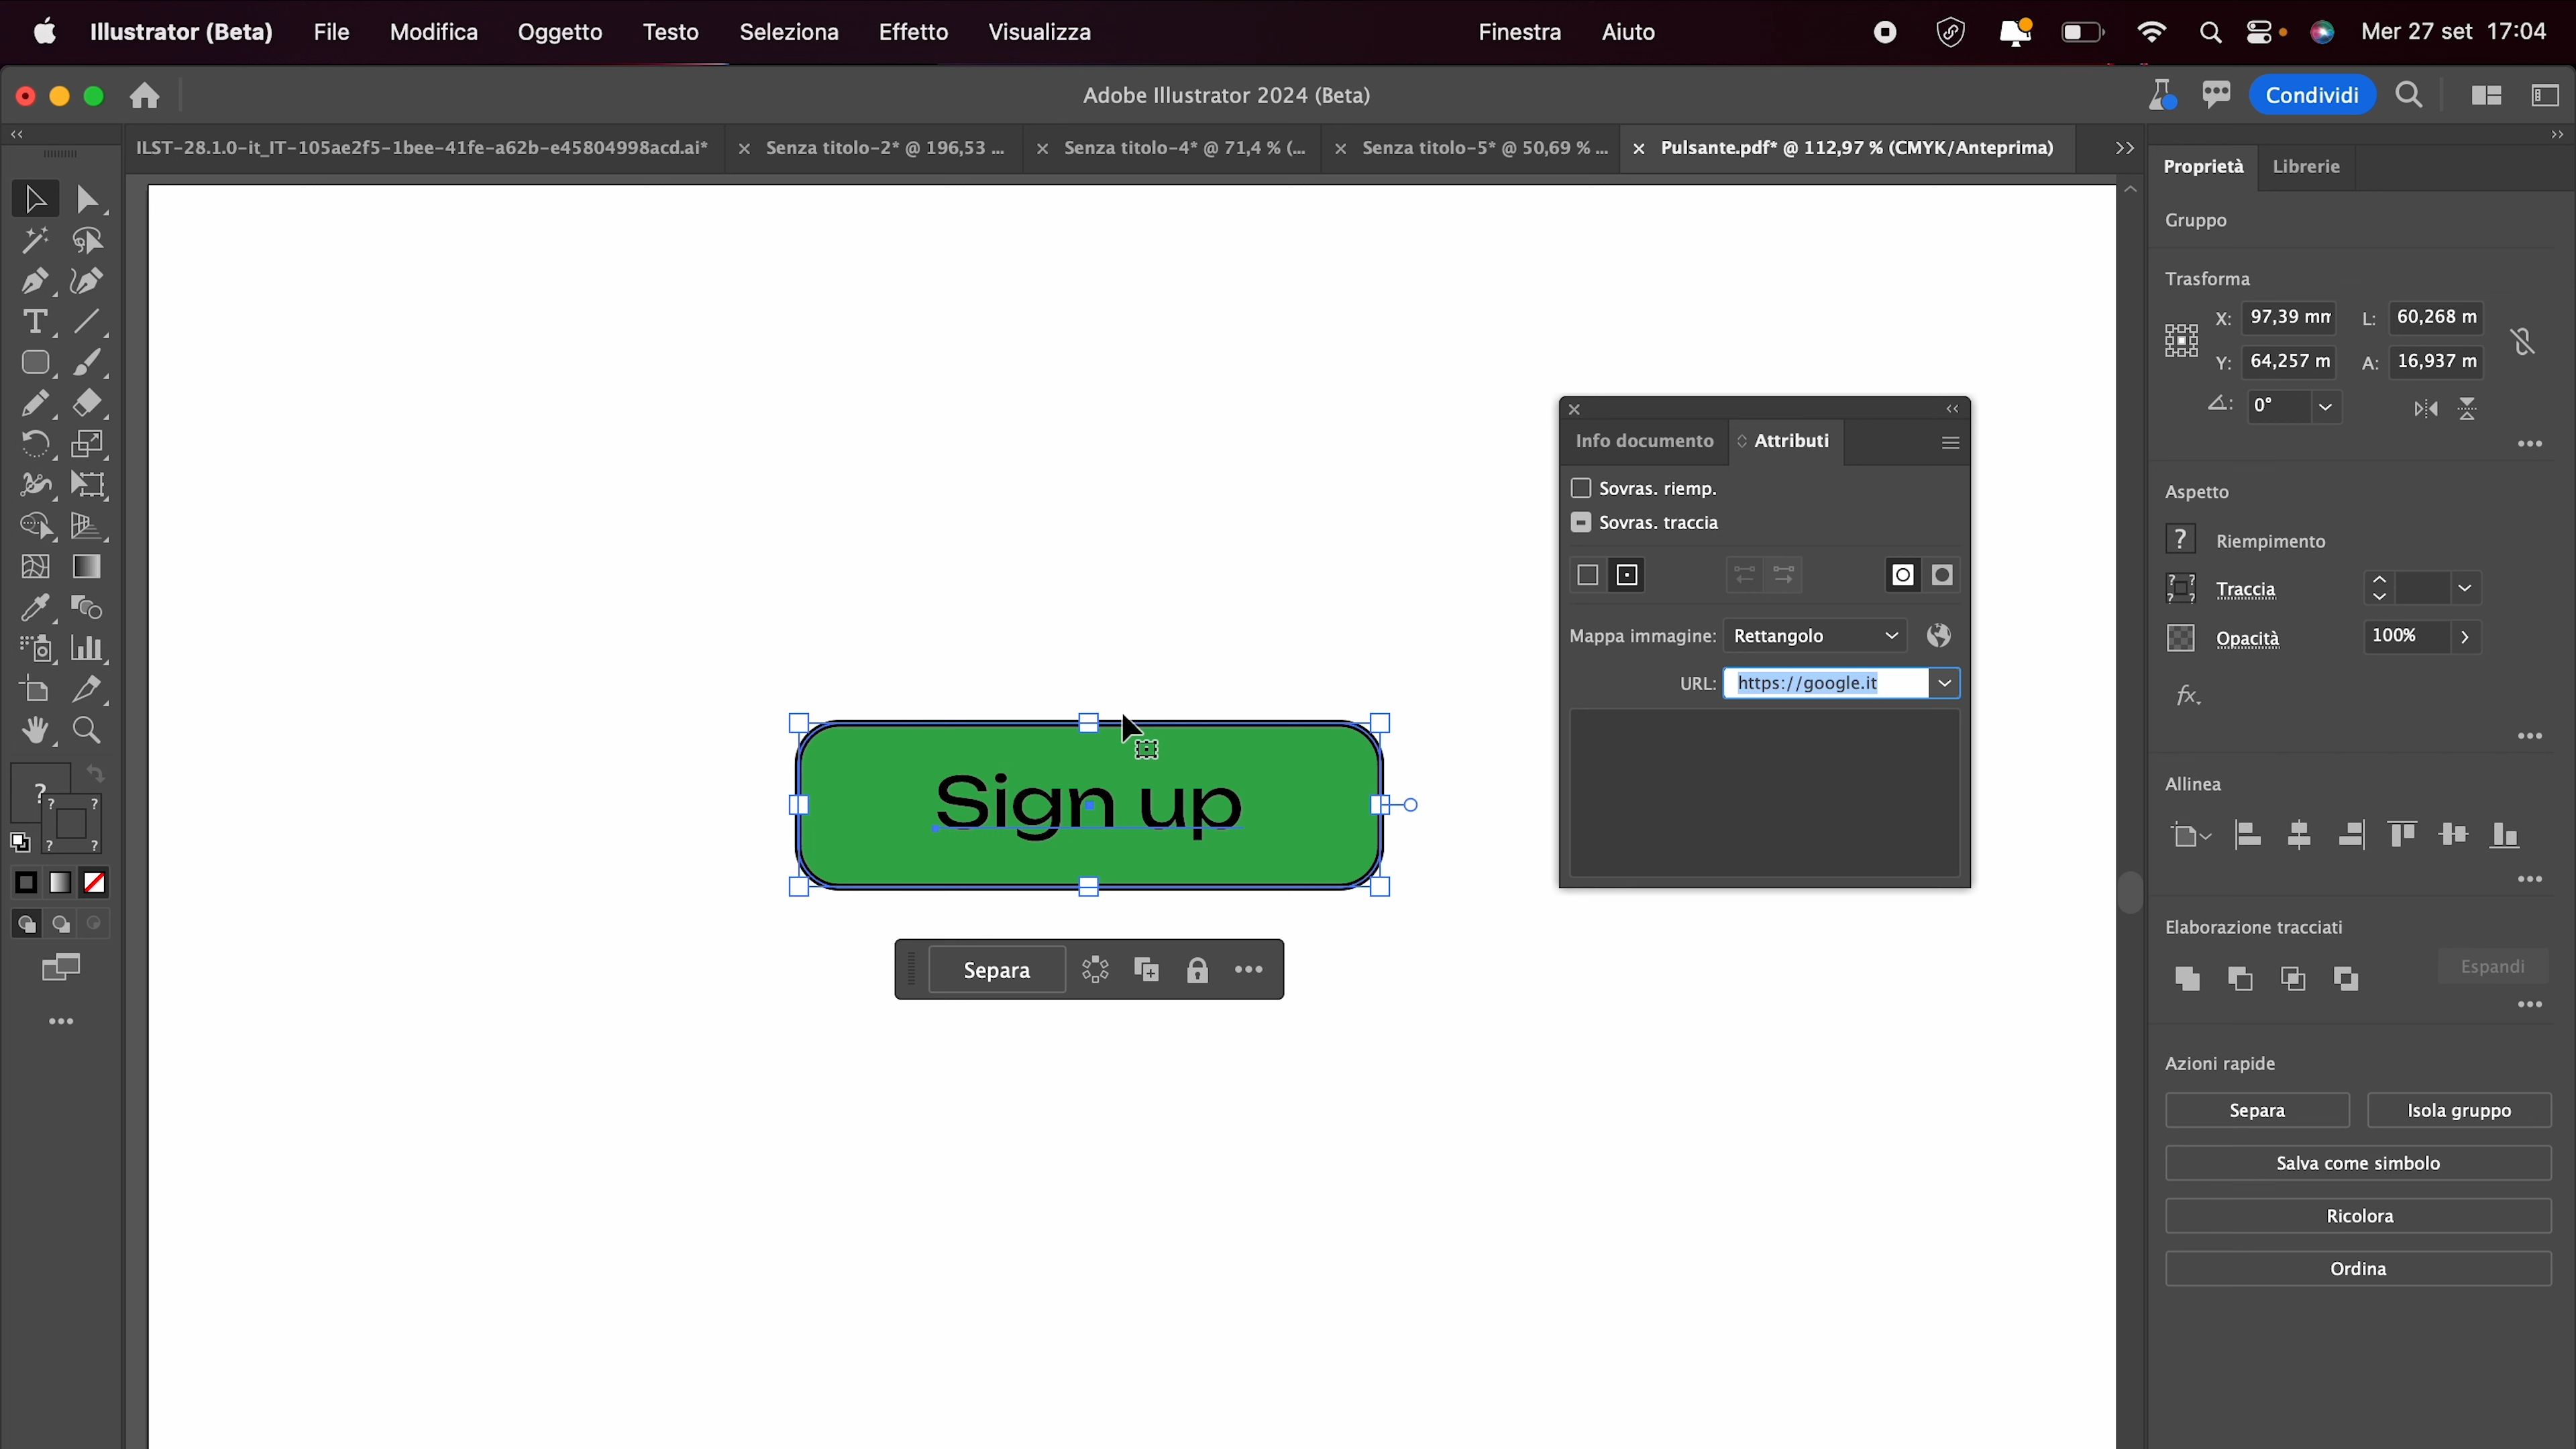 Illustrator (Beta) File Modifica Oggetto Testo Seleziona Effetto Visualizza Finestra Aiuto Mer 27 set 17:04
Adobe Illustrator 2024 (Beta) Condividi
ILST-28.1.0-it_IT-105ae2f5-1bee-41fe-a62b-e45804998acd.ai* Senza titolo-2* @ 196,53 ... Senza titolo-4* @ 71,4 % (... Senza titolo-5* @ 50,69 % ... Pulsante.pdf* @ 112,97 % (CMYK/Anteprima)
Proprietà Librerie
Gruppo
Trasforma
X: 97,39 mm L: 60,268 m
Y: 64,257 m A: 16,937 m
0°
Aspetto
? Riempimento
Traccia
Opacità 100%
fx
Allinea
Elaborazione tracciati
Espandi
Azioni rapide
Separa Isola gruppo
Salva come simbolo
Ricolora
Ordina
Info documento Attributi
Sovras. riemp.
Sovras. traccia
Mappa immagine: Rettangolo
URL: https://google.it
Sign up
Separa